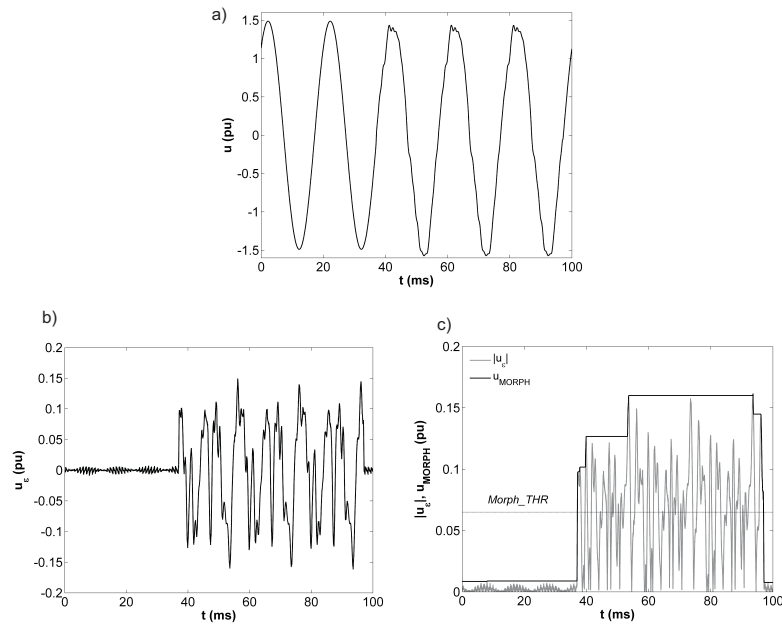 a)
1.5
1
0.5
0
-0.5
-1
-1.5
u (pu)
0 20 40 60 80 100
t (ms)
b)
0.2
0.15
0.1
0.05
0
-0.05
-0.1
-0.15
-0.2
uε (pu)
0 20 40 60 80 100
t (ms)
c)
0.2
0.15
0.1
0.05
0
|uε|, uMORPH (pu)
|uε|
uMORPH
Morph_THR
0 20 40 60 80 100
t (ms)